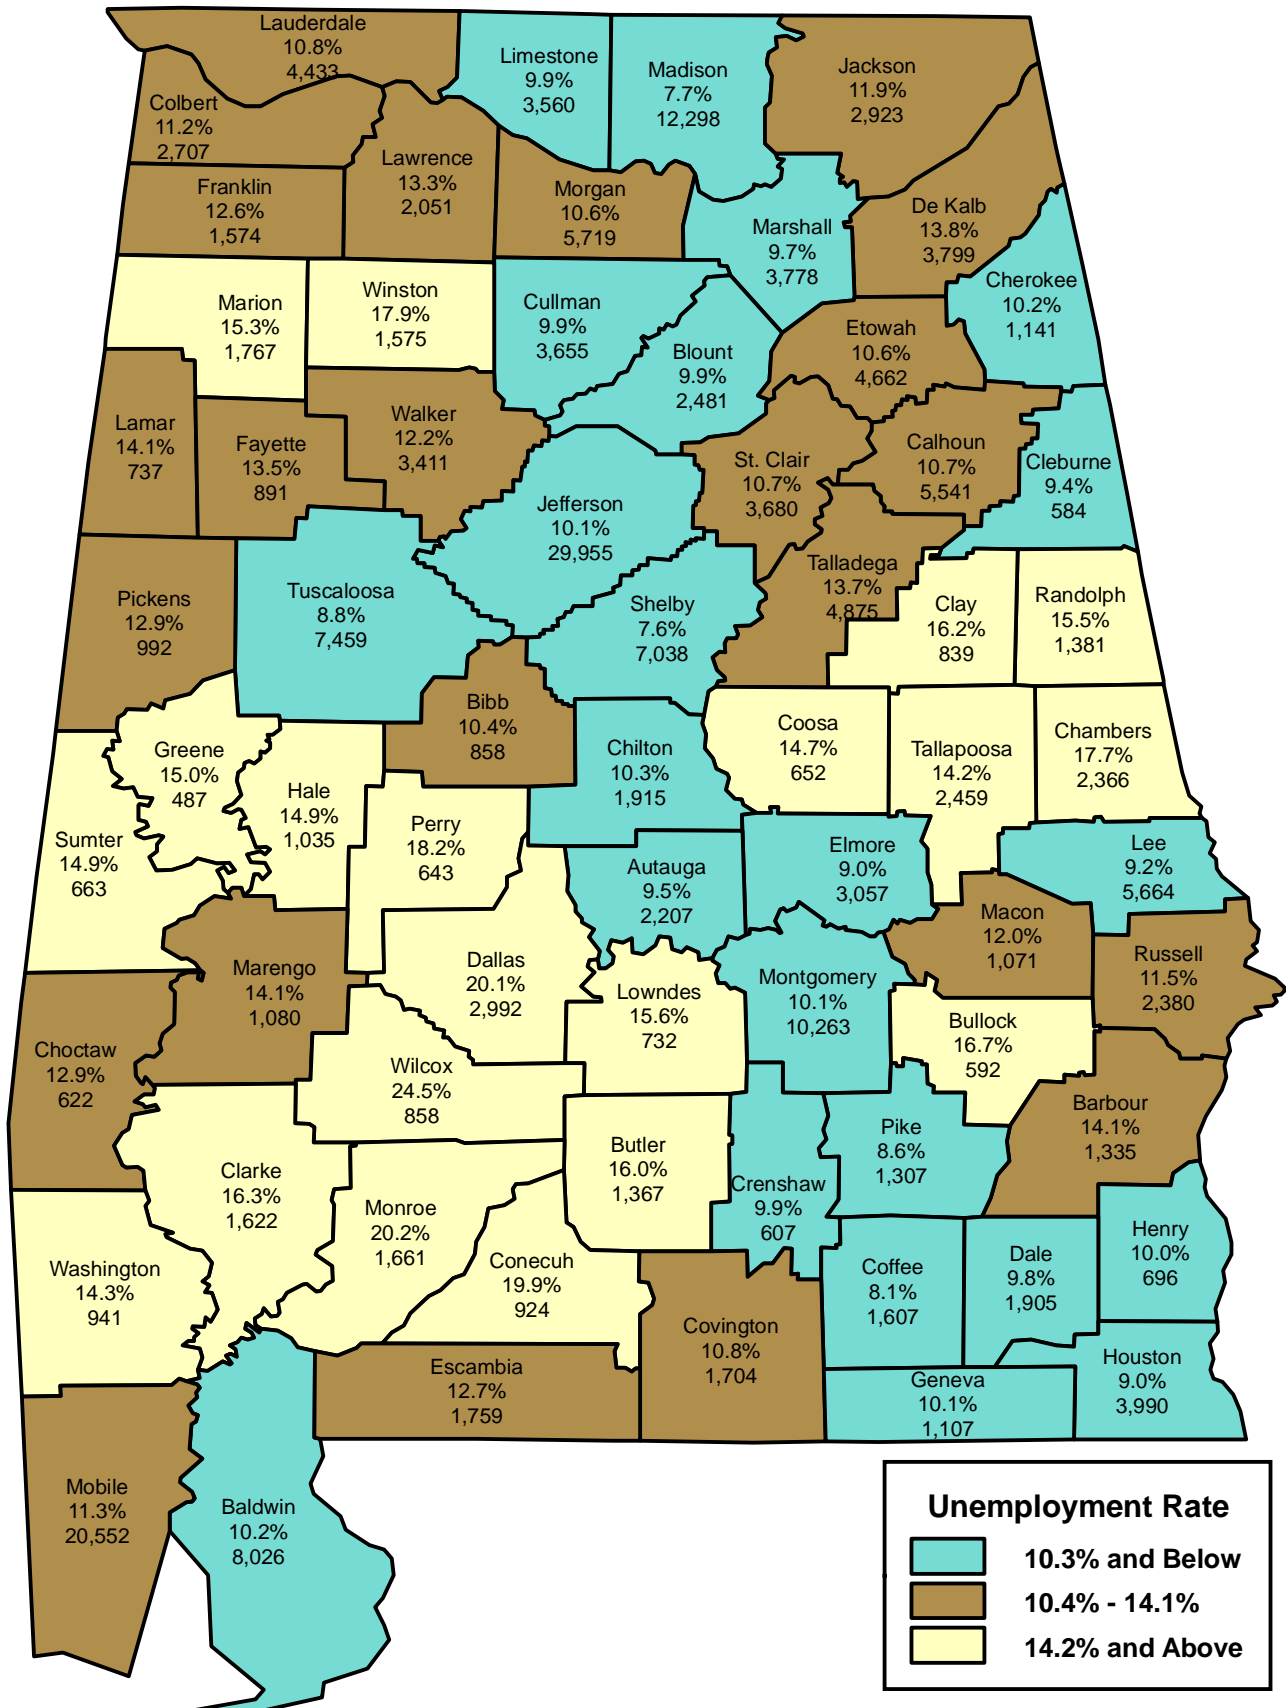 Lauderdale
10.8%
4,433
Limestone
9.9%
3,560
Madison
7.7%
12,298
Jackson
11.9%
2,923
Colbert
11.2%
2,707
Lawrence
13.3%
2,051
Franklin
12.6%
1,574
Morgan
10.6%
5,719
Marshall
9.7%
3,778
De Kalb
13.8%
3,799
Cherokee
10.2%
1,141
Marion
15.3%
1,767
Winston
17.9%
1,575
Cullman
9.9%
3,655
Blount
9.9%
2,481
Etowah
10.6%
4,662
Lamar
14.1%
737
Fayette
13.5%
891
Walker
12.2%
3,411
Jefferson
10.1%
29,955
St. Clair
10.7%
3,680
Calhoun
10.7%
5,541
Cleburne
9.4%
584
Pickens
12.9%
992
Tuscaloosa
8.8%
7,459
Shelby
7.6%
7,038
Talladega
13.7%
4,875
Clay
16.2%
839
Randolph
15.5%
1,381
Greene
15.0%
487
Hale
14.9%
1,035
Bibb
10.4%
858
Chilton
10.3%
1,915
Coosa
14.7%
652
Tallapoosa
14.2%
2,459
Chambers
17.7%
2,366
Sumter
14.9%
663
Perry
18.2%
643
Autauga
9.5%
2,207
Elmore
9.0%
3,057
Lee
9.2%
5,664
Marengo
14.1%
1,080
Dallas
20.1%
2,992
Lowndes
15.6%
732
Montgomery
10.1%
10,263
Macon
12.0%
1,071
Russell
11.5%
2,380
Choctaw
12.9%
622
Wilcox
24.5%
858
Bullock
16.7%
592
Barbour
14.1%
1,335
Clarke
16.3%
1,622
Monroe
20.2%
1,661
Butler
16.0%
1,367
Crenshaw
9.9%
607
Pike
8.6%
1,307
Washington
14.3%
941
Conecuh
19.9%
924
Coffee
8.1%
1,607
Dale
9.8%
1,905
Henry
10.0%
696
Escambia
12.7%
1,759
Covington
10.8%
1,704
Geneva
10.1%
1,107
Houston
9.0%
3,990
Mobile
11.3%
20,552
Baldwin
10.2%
8,026
Unemployment Rate
10.3% and Below
10.4% - 14.1%
14.2% and Above